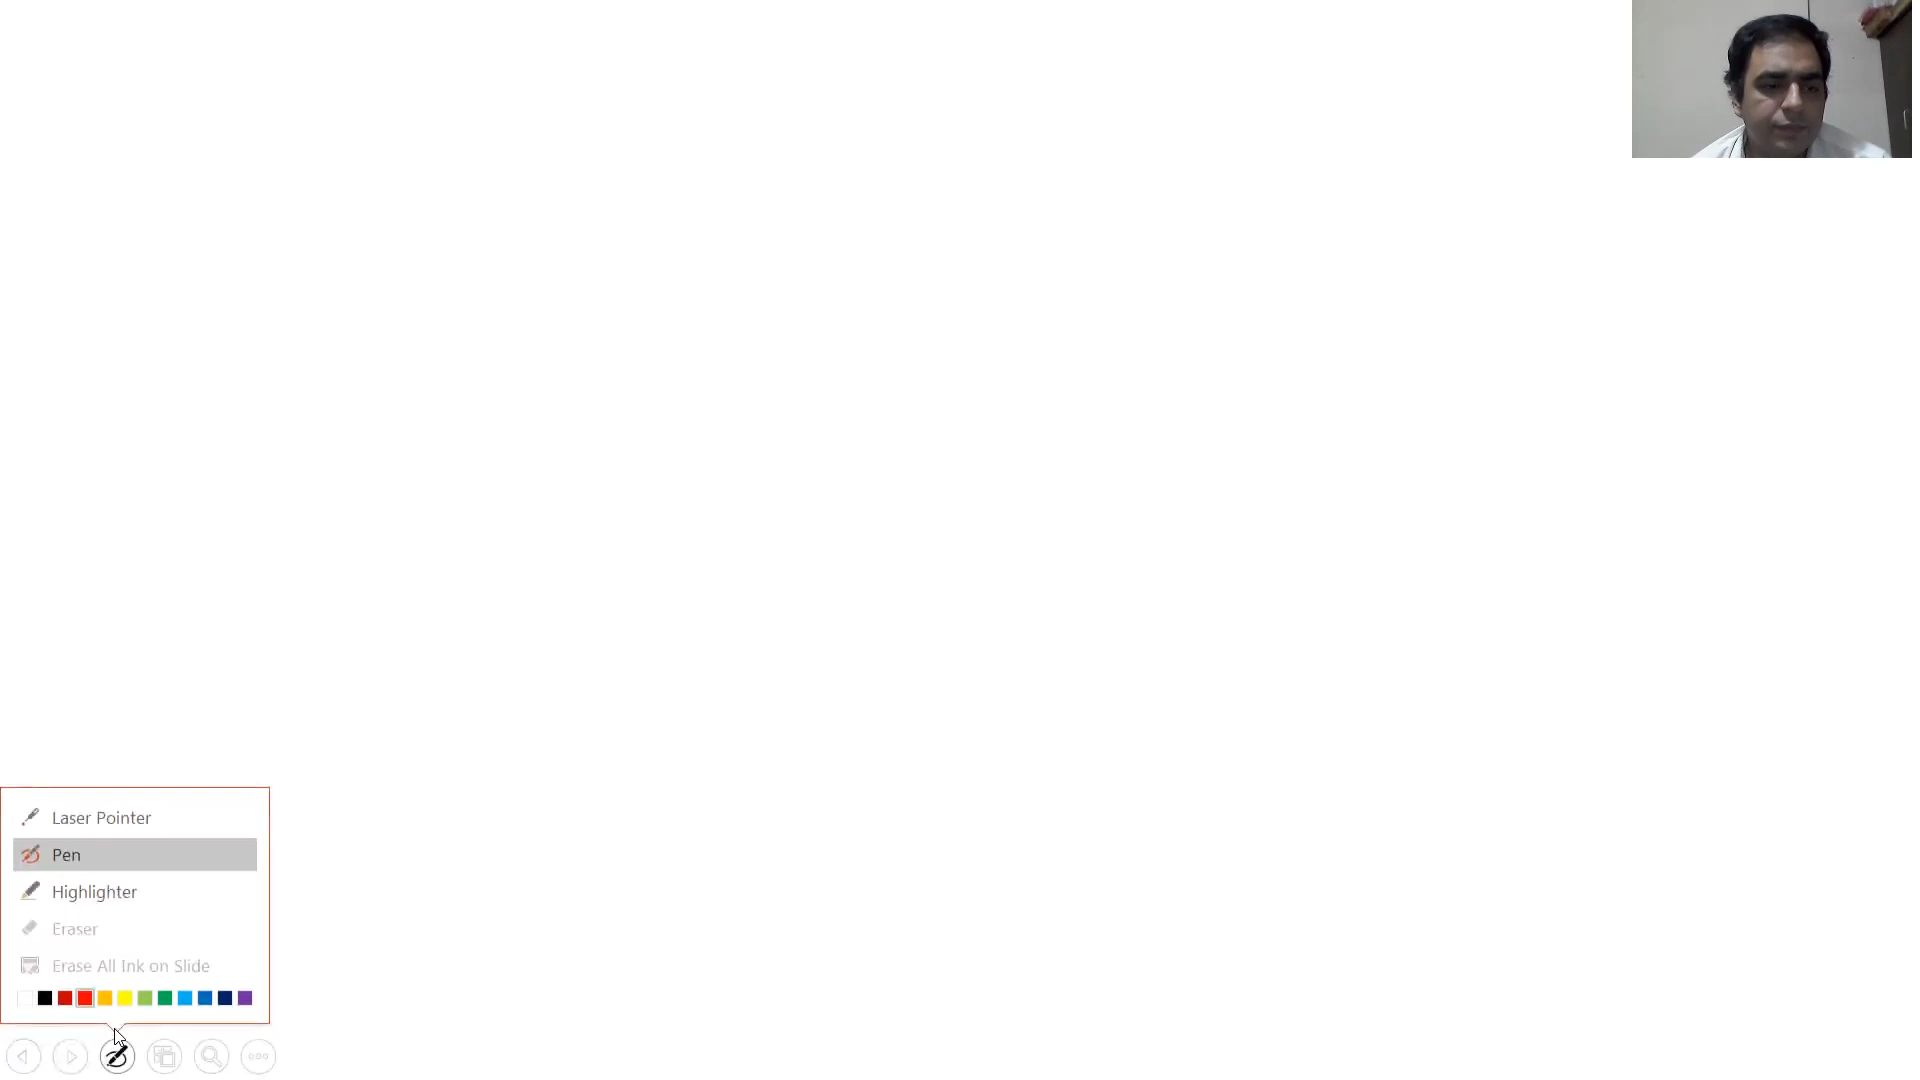 Laser Pointer
Pen
Highlighter
Eraser
Erase All Ink on Slide